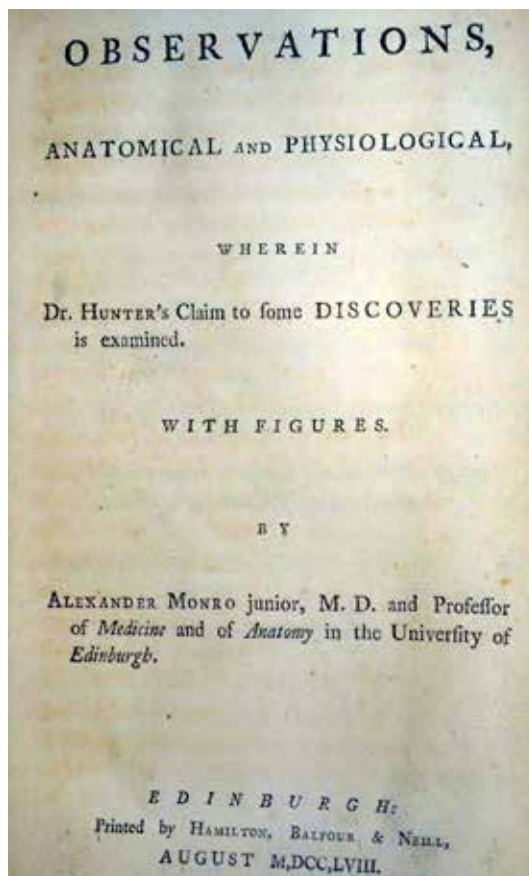 OBSERVATIONS,
ANATOMICAL AND PHYSIOLOGICAL,
WHEREIN
Dr. HUNTER's Claim to ſome DISCOVERIES
is examined.
WITH FIGURES.
BY
ALEXANDER MONRO junior, M. D. and Profeſſor
of Medicine and of Anatomy in the Univerſity of
Edinburgh.
EDINBURGH:
Printed by HAMILTON, BALFOUR & NEILL,
AUGUST M,DCC,LVIII.